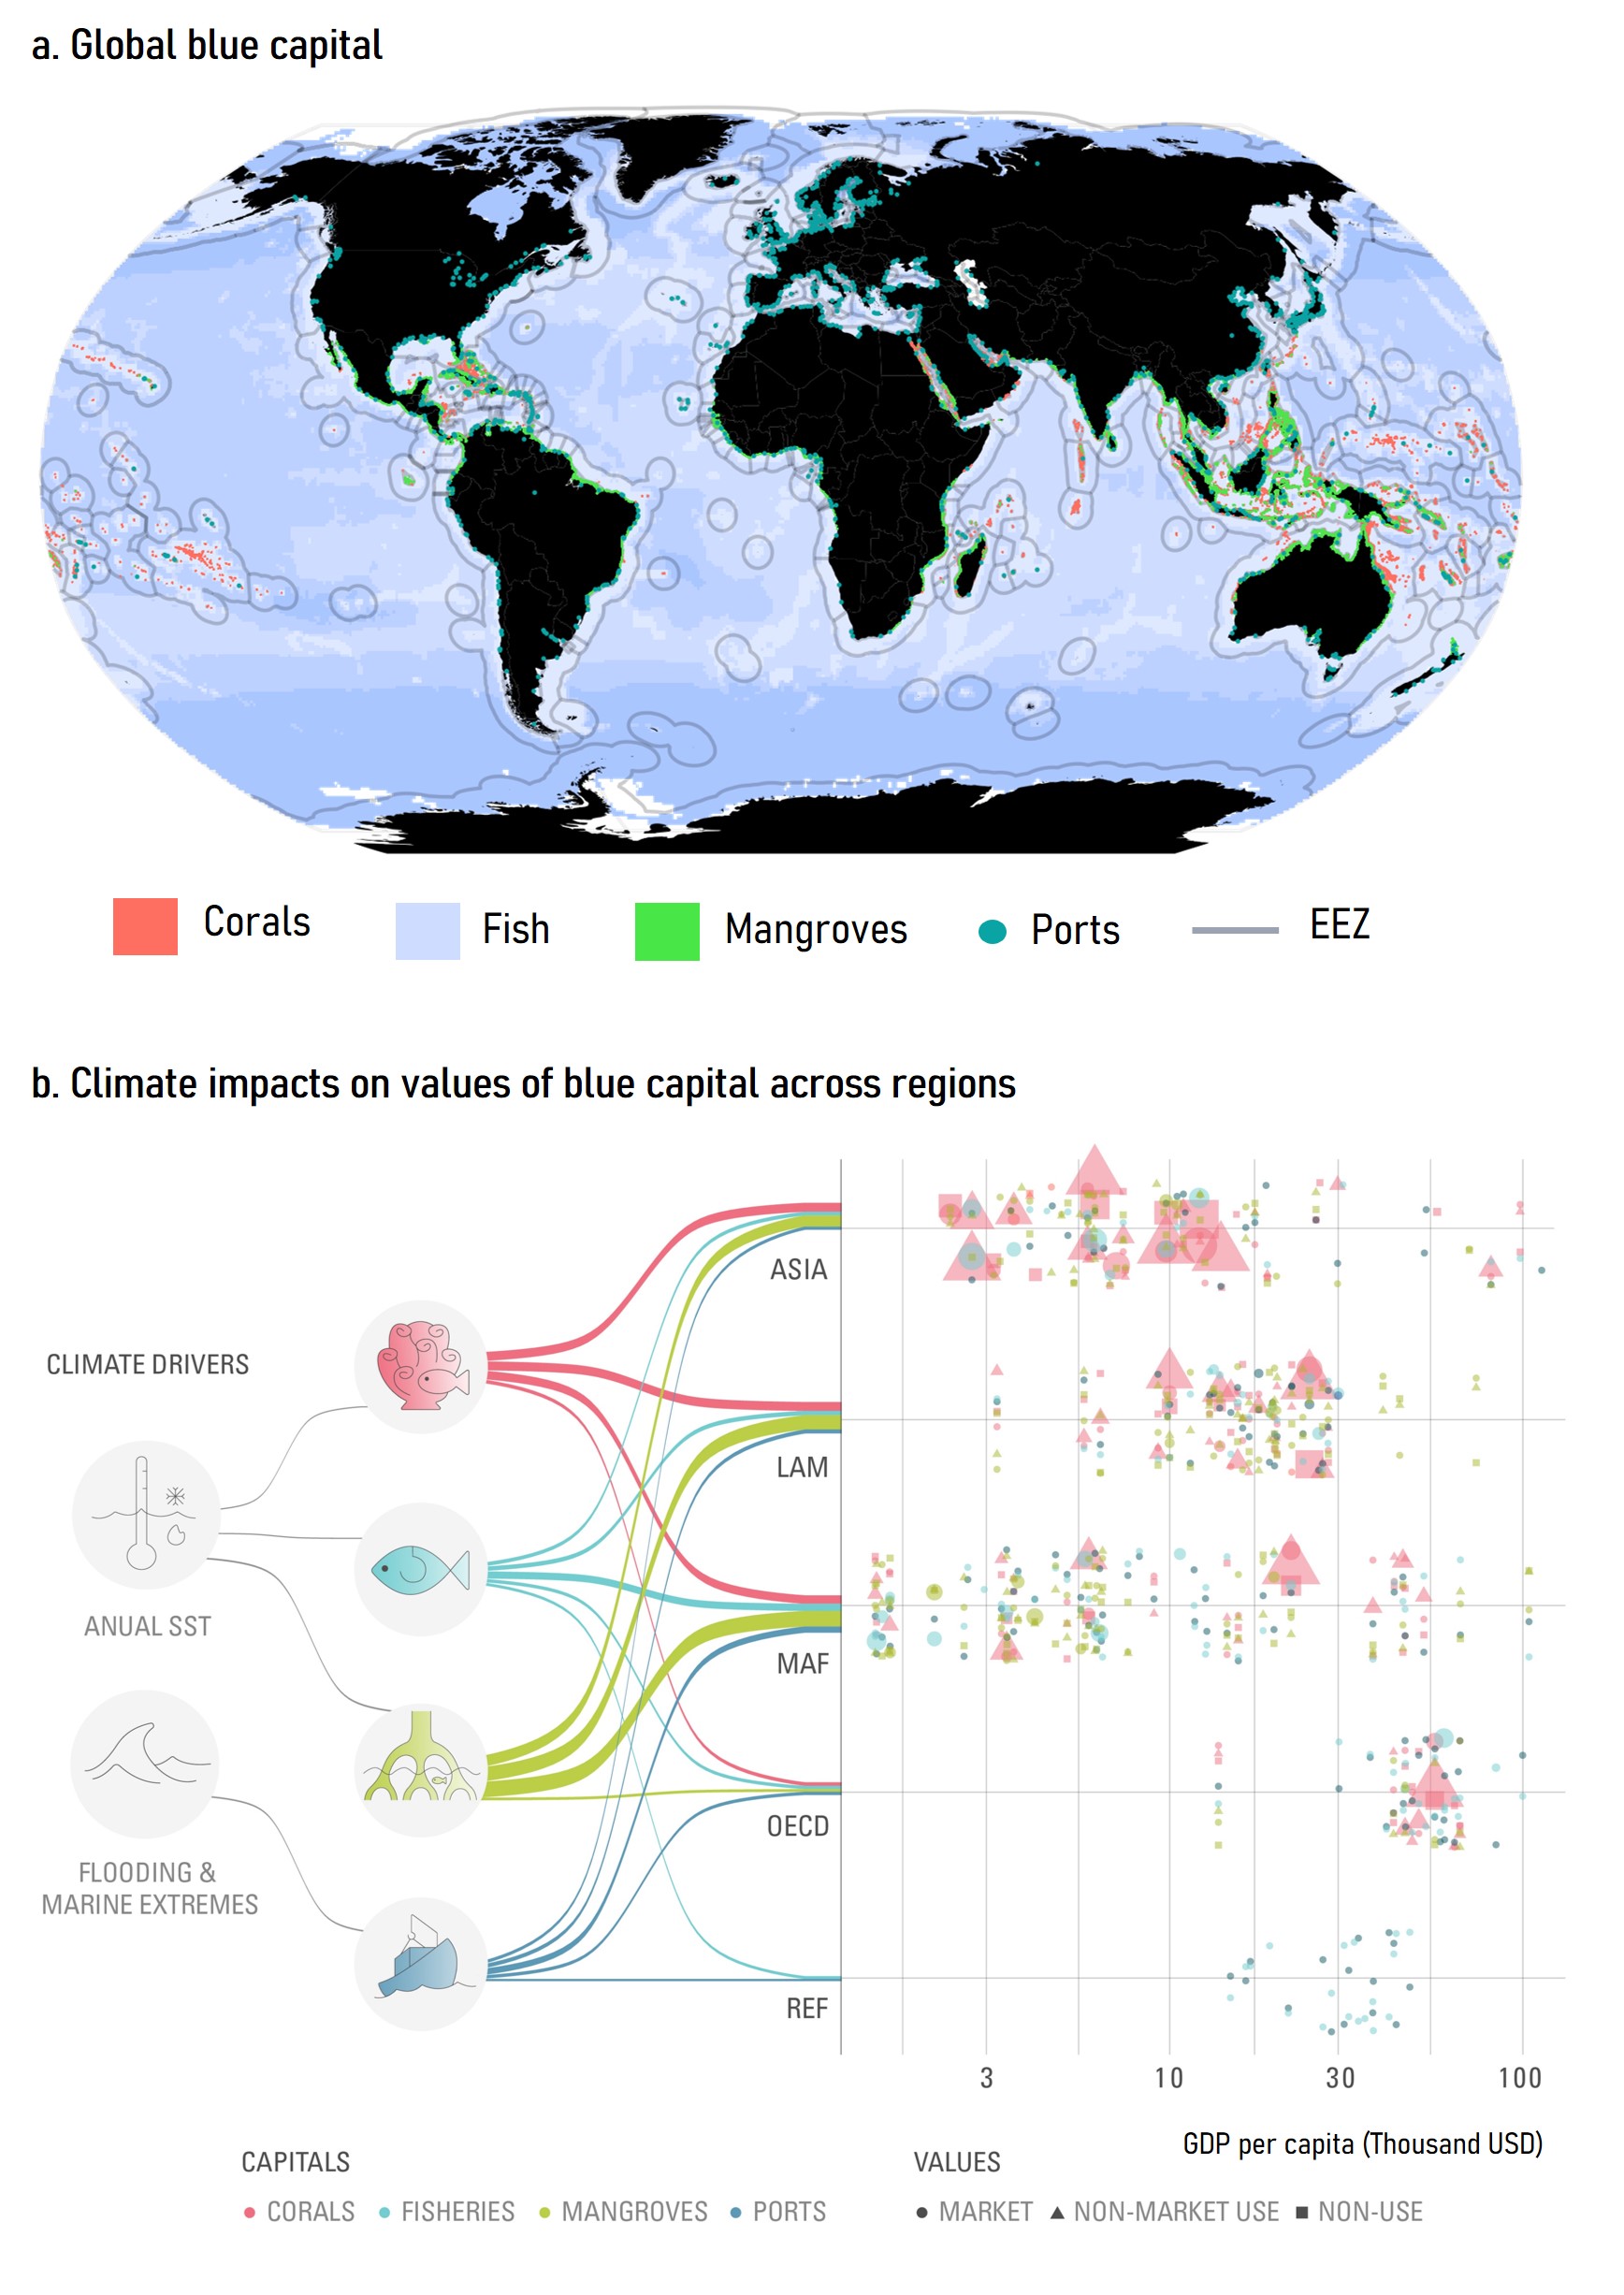 a. Global blue capital
Corals
Fish
Mangroves
Ports
EEZ
b. Climate impacts on values of blue capital across regions
CLIMATE DRIVERS
ANUAL SST
FLOODING &
MARINE EXTREMES
ASIA
LAM
MAF
OECD
REF
3
10
30
100
GDP per capita (Thousand USD)
CAPITALS
CORALS
FISHERIES
MANGROVES
PORTS
VALUES
MARKET
NON-MARKET USE
NON-USE